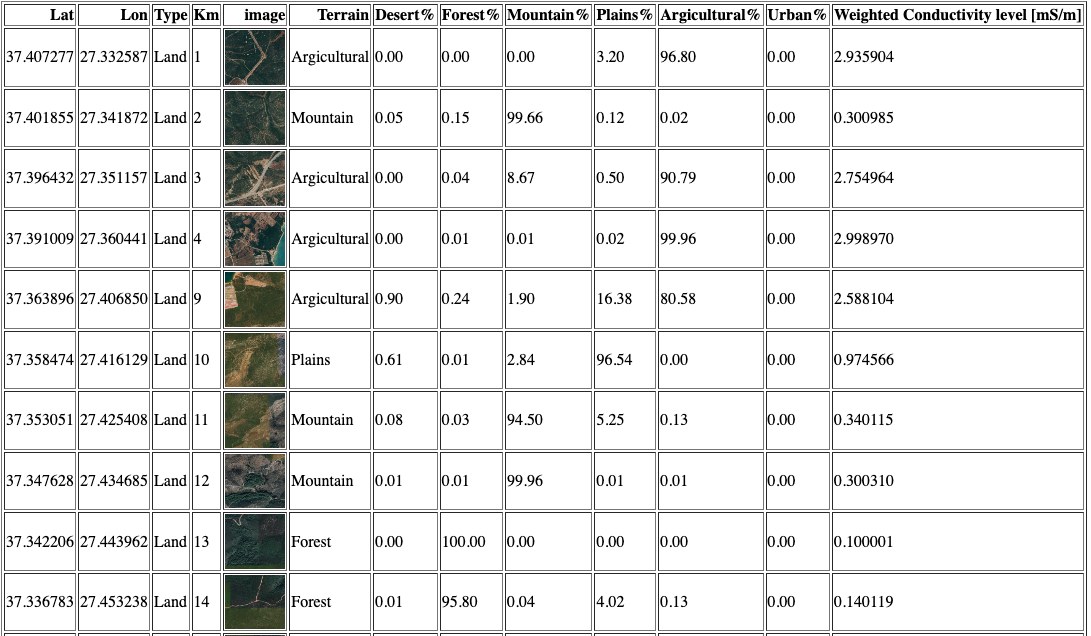 Lat Lon Type Km image Terrain Desert% Forest% Mountain% Plains% Argicultural% Urban% Weighted Conductivity level [mS/m]
37.407277 27.332587 Land 1 Argicultural 0.00 0.00 0.00 3.20 96.80 0.00 2.935904
37.401855 27.341872 Land 2 Mountain 0.05 0.15 99.66 0.12 0.02 0.00 0.300985
37.396432 27.351157 Land 3 Argicultural 0.00 0.04 8.67 0.50 90.79 0.00 2.754964
37.391009 27.360441 Land 4 Argicultural 0.00 0.01 0.01 0.02 99.96 0.00 2.998970
37.363896 27.406850 Land 9 Argicultural 0.90 0.24 1.90 16.38 80.58 0.00 2.588104
37.358474 27.416129 Land 10 Plains 0.61 0.01 2.84 96.54 0.00 0.00 0.974566
37.353051 27.425408 Land 11 Mountain 0.08 0.03 94.50 5.25 0.13 0.00 0.340115
37.347628 27.434685 Land 12 Mountain 0.01 0.01 99.96 0.01 0.01 0.00 0.300310
37.342206 27.443962 Land 13 Forest 0.00 100.00 0.00 0.00 0.00 0.00 0.100001
37.336783 27.453238 Land 14 Forest 0.01 95.80 0.04 4.02 0.13 0.00 0.140119